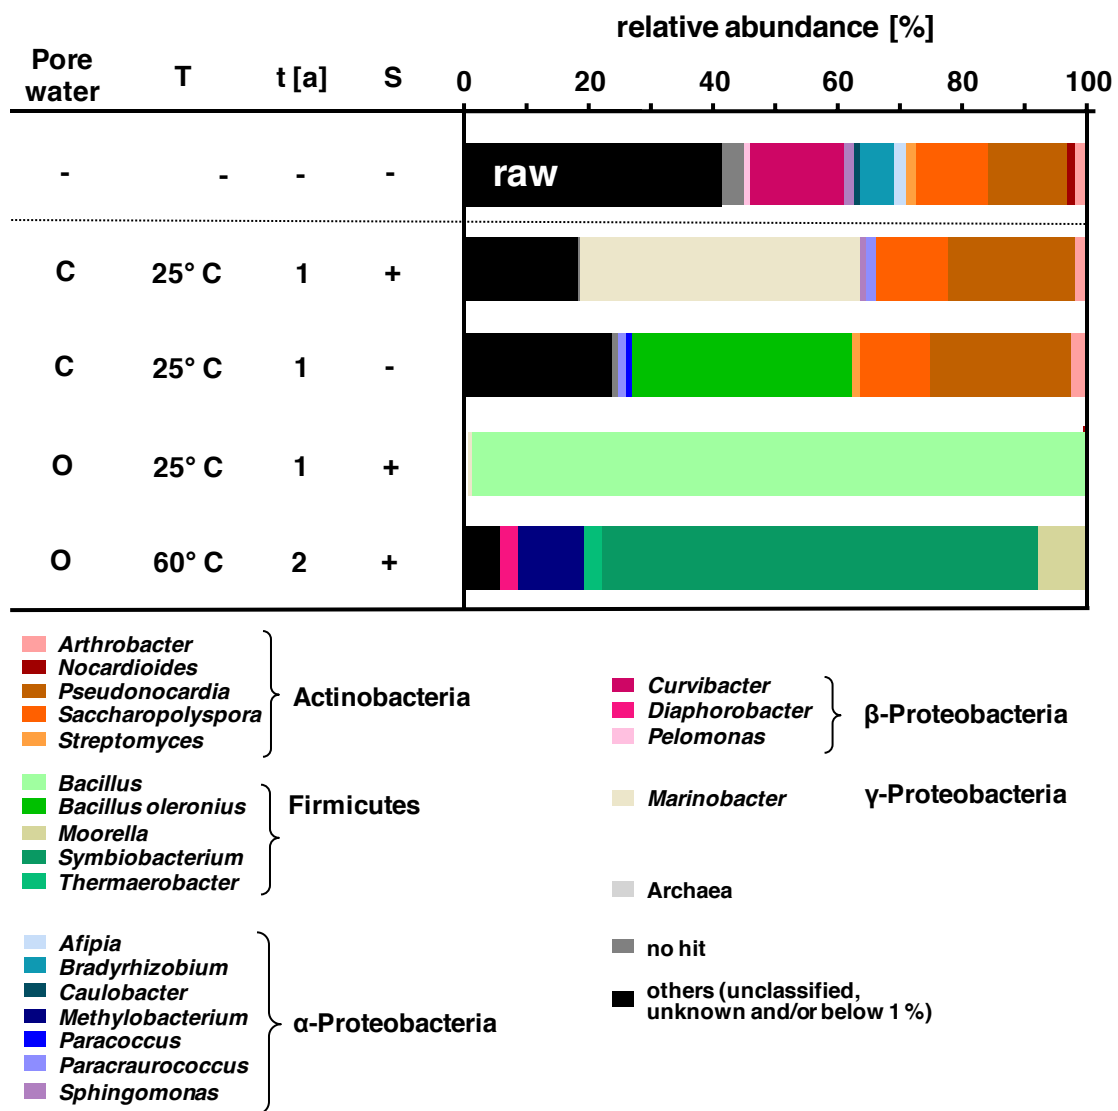 relative abundance [%]
Pore water T t [a] S 0 20 40 60 80 100
- - - - raw
C 25° C 1 +
C 25° C 1 -
O 25° C 1 +
O 60° C 2 +
Arthrobacter
Nocardioides
Pseudonocardia
Saccharopolyspora
Streptomyces
Actinobacteria
Bacillus
Bacillus oleronius
Moorella
Symbiobacterium
Thermaerobacter
Firmicutes
Afipia
Bradyrhizobium
Caulobacter
Methylobacterium
Paracoccus
Paracraurococcus
Sphingomonas
α-Proteobacteria
Curvibacter
Diaphorobacter
Pelomonas
β-Proteobacteria
Marinobacter γ-Proteobacteria
Archaea
no hit
others (unclassified,
unknown and/or below 1 %)